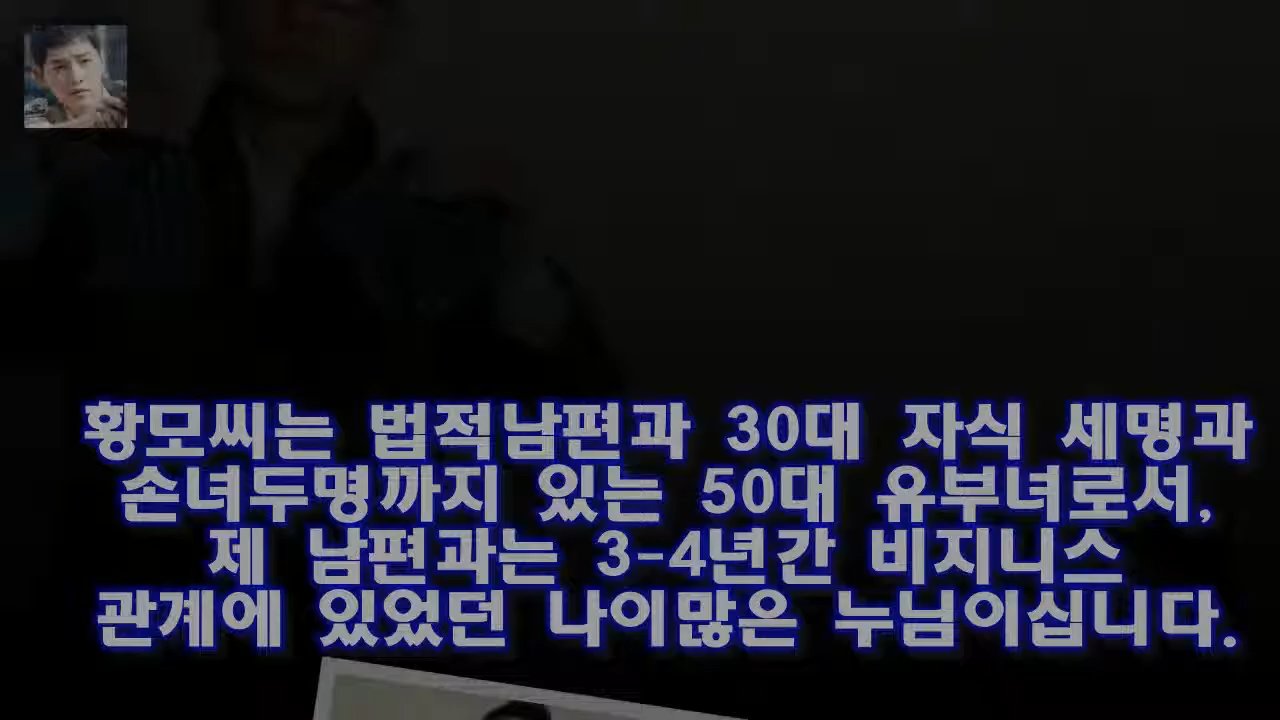 황모씨는 법적남편과 30대 자식 세명과
손녀두명까지 있는 50대 유부녀로서,
제 남편과는 3-4년간 비지니스
관계에 있었던 나이많은 누님이십니다.